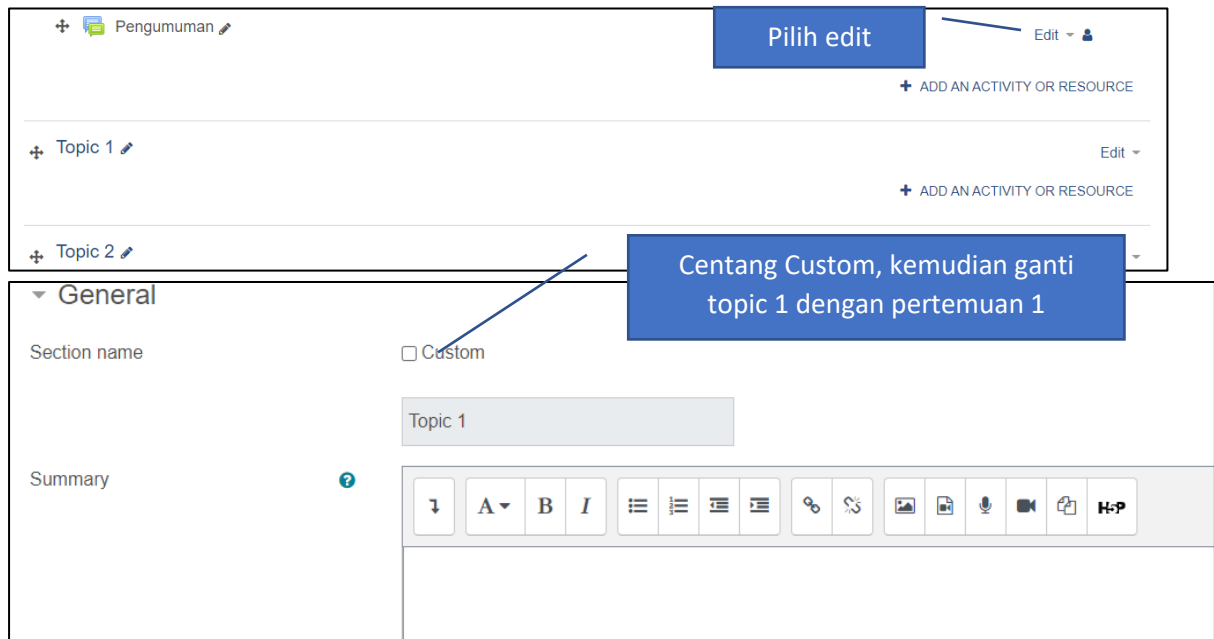 Pengumuman
Pilih edit
Edit
+ ADD AN ACTIVITY OR RESOURCE
Topic 1
Edit
+ ADD AN ACTIVITY OR RESOURCE
Topic 2
Centang Custom, kemudian ganti
topic 1 dengan pertemuan 1
General
Section name
Custom
Topic 1
Summary
A B I H5P